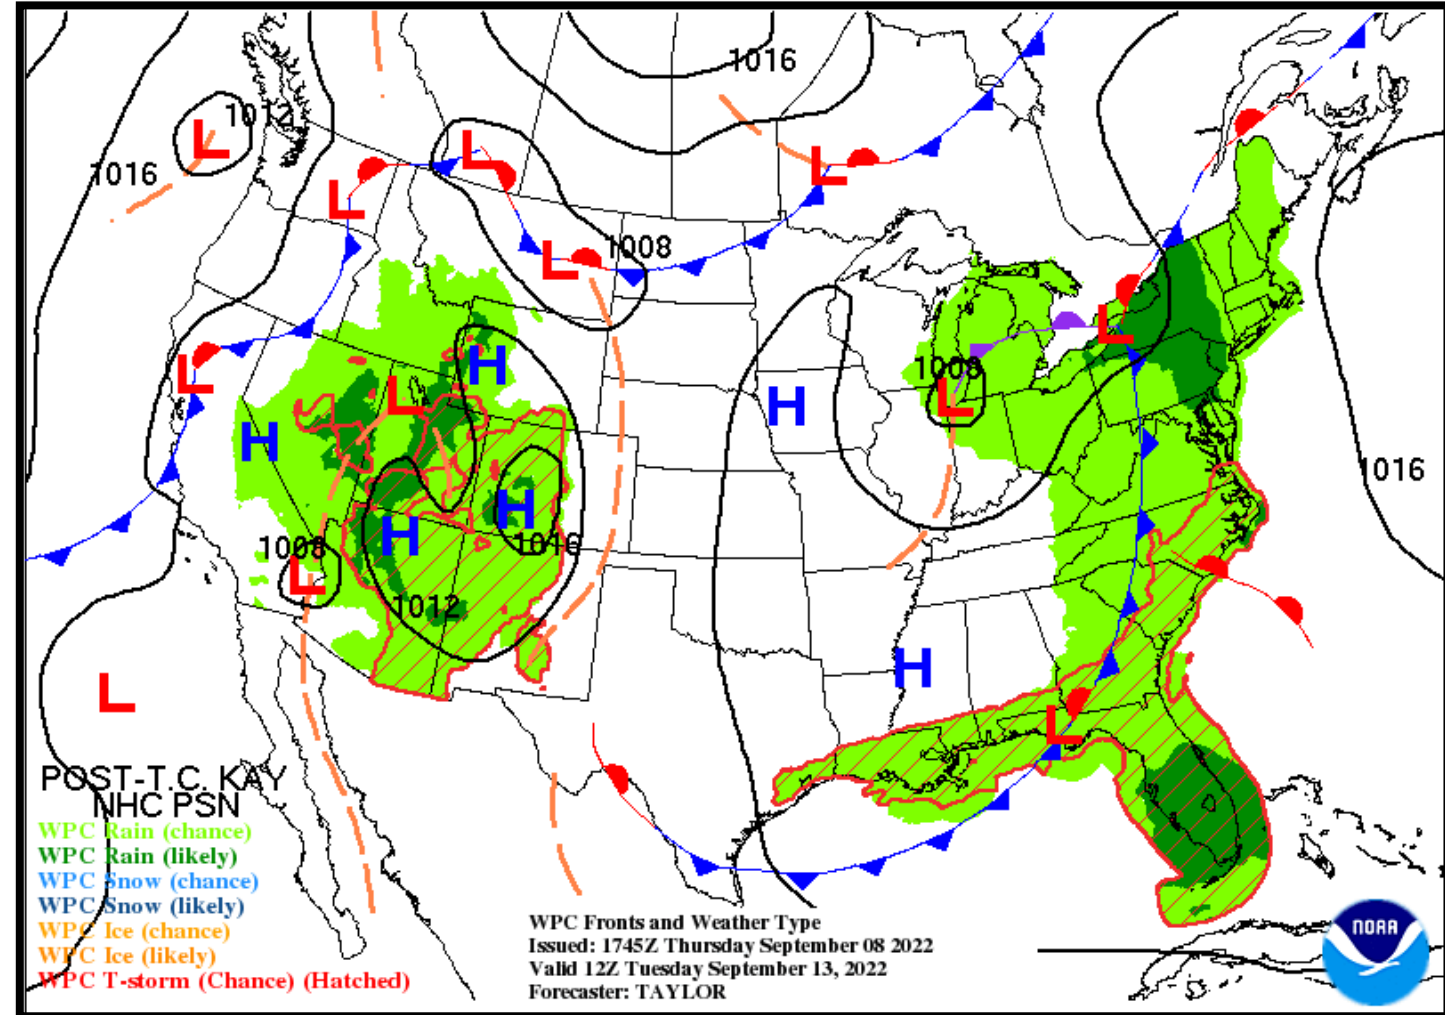 1016
1012
1016
1008
1008
1016
1008
1016
1012
L
L
L
L
L
L
L
L
H
H
L
H
L
H
H
H
L
H
L
L
POST-T.C. KAY
NHC PSN
WPC Rain (chance)
WPC Rain (likely)
WPC Snow (chance)
WPC Snow (likely)
WPC Ice (chance)
WPC Ice (likely)
WPC T-storm (Chance) (Hatched)
WPC Fronts and Weather Type
Issued: 1745Z Thursday September 08 2022
Valid 12Z Tuesday September 13, 2022
Forecaster: TAYLOR
NOAA